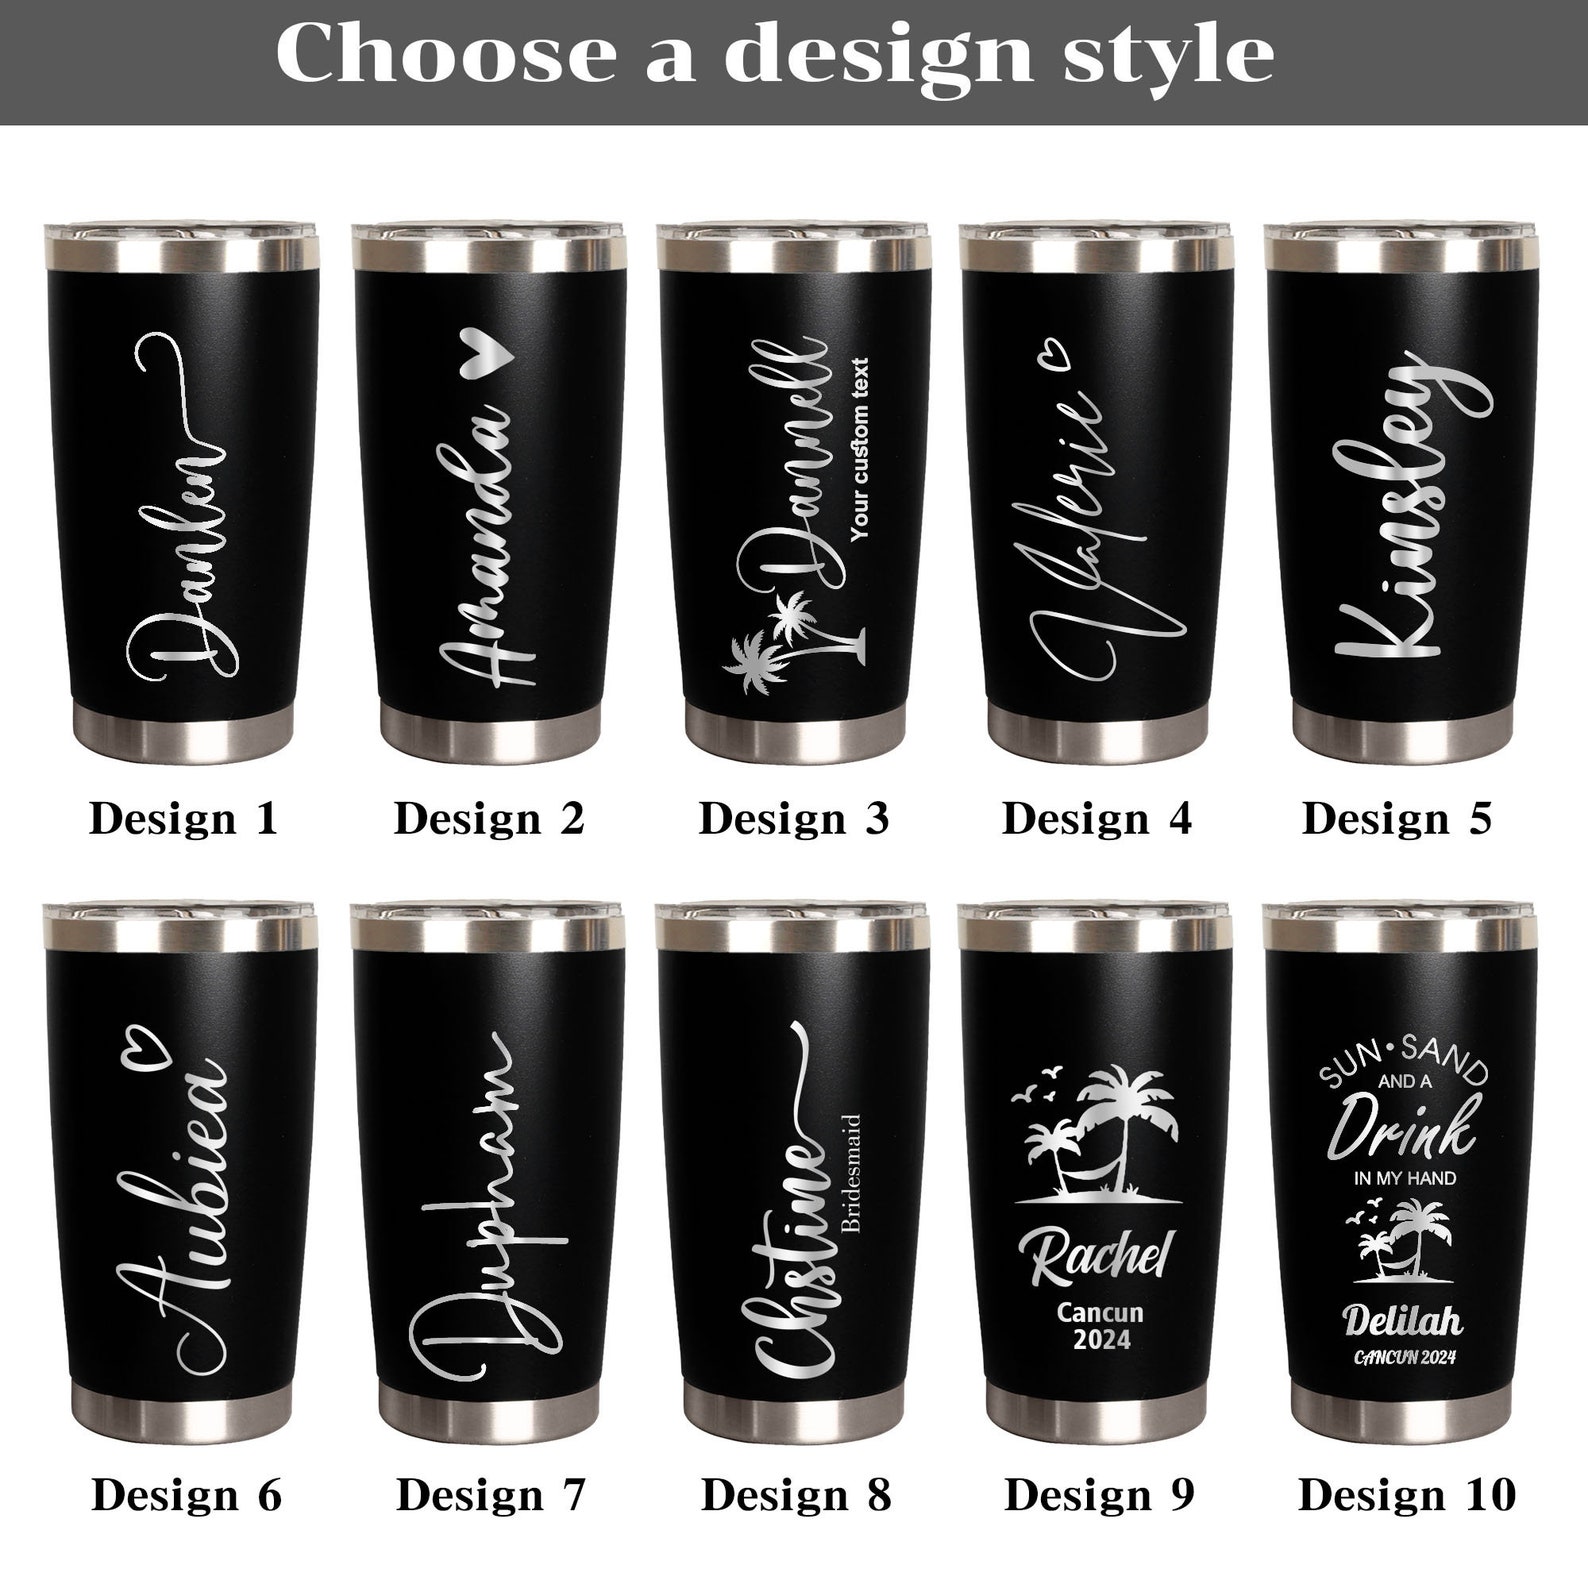 Choose a design style
Danlen
Amanda
Dannell
Your custom text
Valerie
Kinsley
Design 1
Design 2
Design 3
Design 4
Design 5
Aubiea
Dupham
Chstine
Bridesmaid
Rachel
Cancun
2024
SUN • SAND
AND A
Drink
IN MY HAND
Delilah
CANCUN 2024
Design 6
Design 7
Design 8
Design 9
Design 10